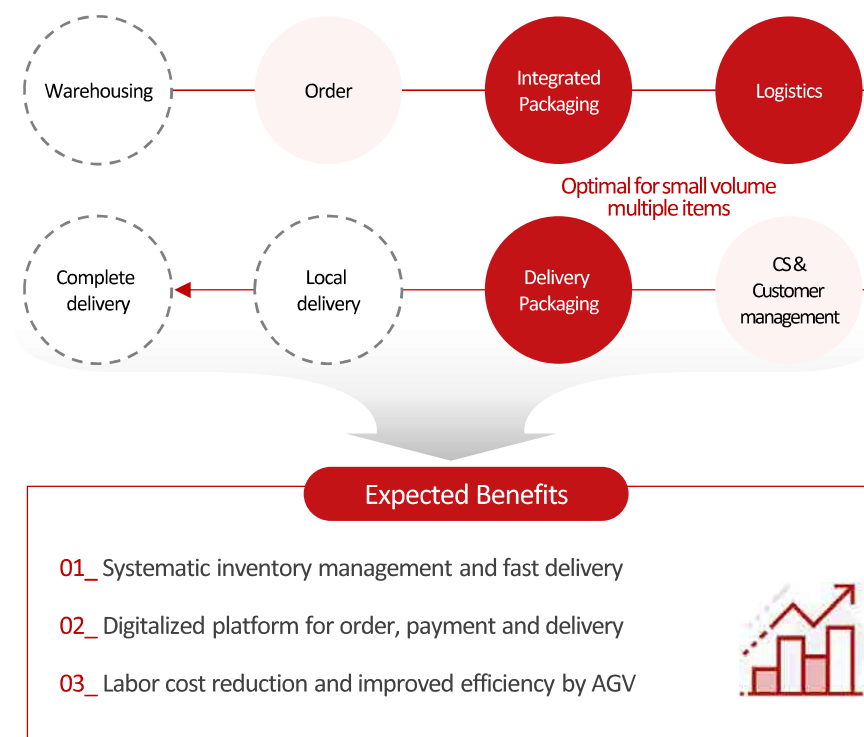 Warehousing
Order
Integrated
Packaging
Logistics
Optimal for small volume
multiple items
Complete
delivery
Local
delivery
Delivery
Packaging
CS &
Customer
management
Expected Benefits
01_ Systematic inventory management and fast delivery
02_ Digitalized platform for order, payment and delivery
03_ Labor cost reduction and improved efficiency by AGV